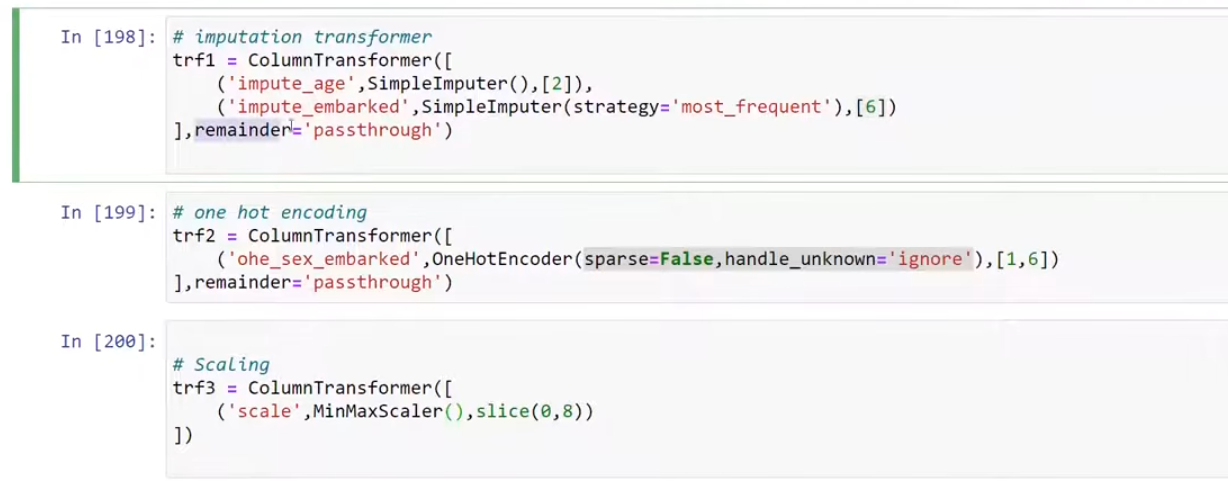 In [198]: # imputation transformer
trf1 = ColumnTransformer([
('impute_age',SimpleImputer(),[2]),
('impute_embarked',SimpleImputer(strategy='most_frequent'),[6])
],remainder='passthrough')
In [199]: # one hot encoding
trf2 = ColumnTransformer([
('ohe_sex_embarked',OneHotEncoder(sparse=False,handle_unknown='ignore'),[1,6])
],remainder='passthrough')
In [200]:
# Scaling
trf3 = ColumnTransformer([
('scale',MinMaxScaler(),slice(0,8))
])